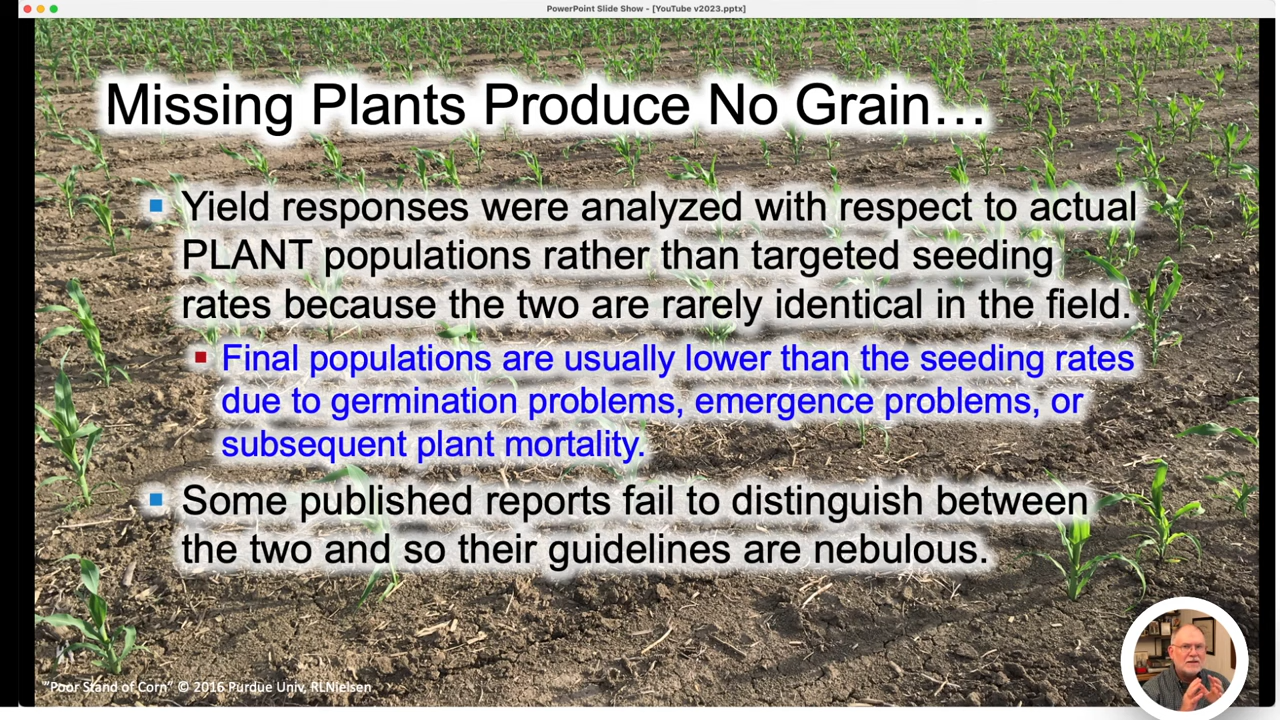 PowerPoint Slide Show - [YouTube v2023.pptx]
Missing Plants Produce No Grain…
Yield responses were analyzed with respect to actual
PLANT populations rather than targeted seeding
rates because the two are rarely identical in the field.
Final populations are usually lower than the seeding rates
due to germination problems, emergence problems, or
subsequent plant mortality.
Some published reports fail to distinguish between
the two and so their guidelines are nebulous.
"Poor Stand of Corn" © 2016 Purdue Univ, RLNielsen